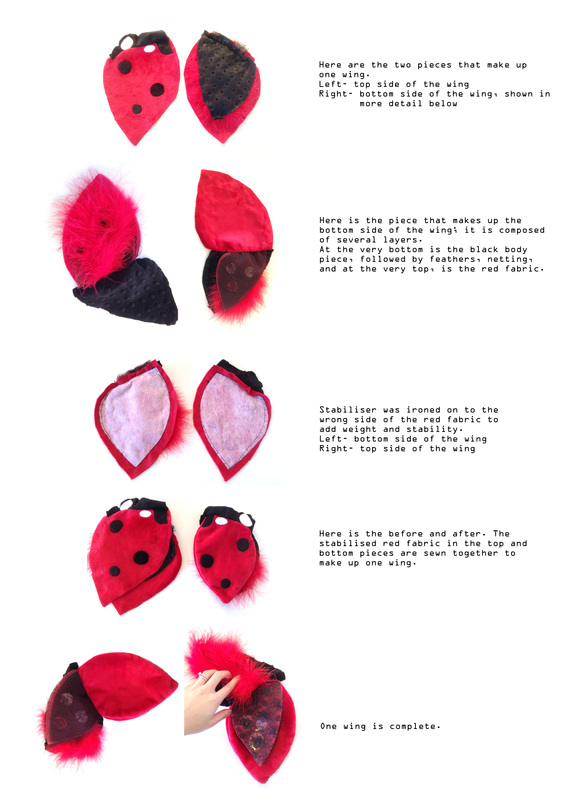 Here are the two pieces that make up
one wing.
Left- top side of the wing
Right- bottom side of the wing, shown in
more detail below
Here is the piece that makes up the
bottom side of the wing; it is composed
of several layers.
At the very bottom is the black body
piece, followed by feathers, netting,
and at the very top, is the red fabric.
Stabiliser was ironed on to the
wrong side of the red fabric to
add weight and stability.
Left- bottom side of the wing
Right- top side of the wing
Here is the before and after. The
stabilised red fabric in the top and
bottom pieces are sewn together to
make up one wing.
One wing is complete.